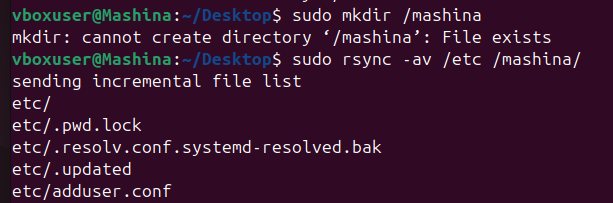 vboxuser@Mashina:~/Desktop$ sudo mkdir /mashina
mkdir: cannot create directory ‘/mashina’: File exists
vboxuser@Mashina:~/Desktop$ sudo rsync -av /etc /mashina/
sending incremental file list
etc/
etc/.pwd.lock
etc/.resolv.conf.systemd-resolved.bak
etc/.updated
etc/adduser.conf